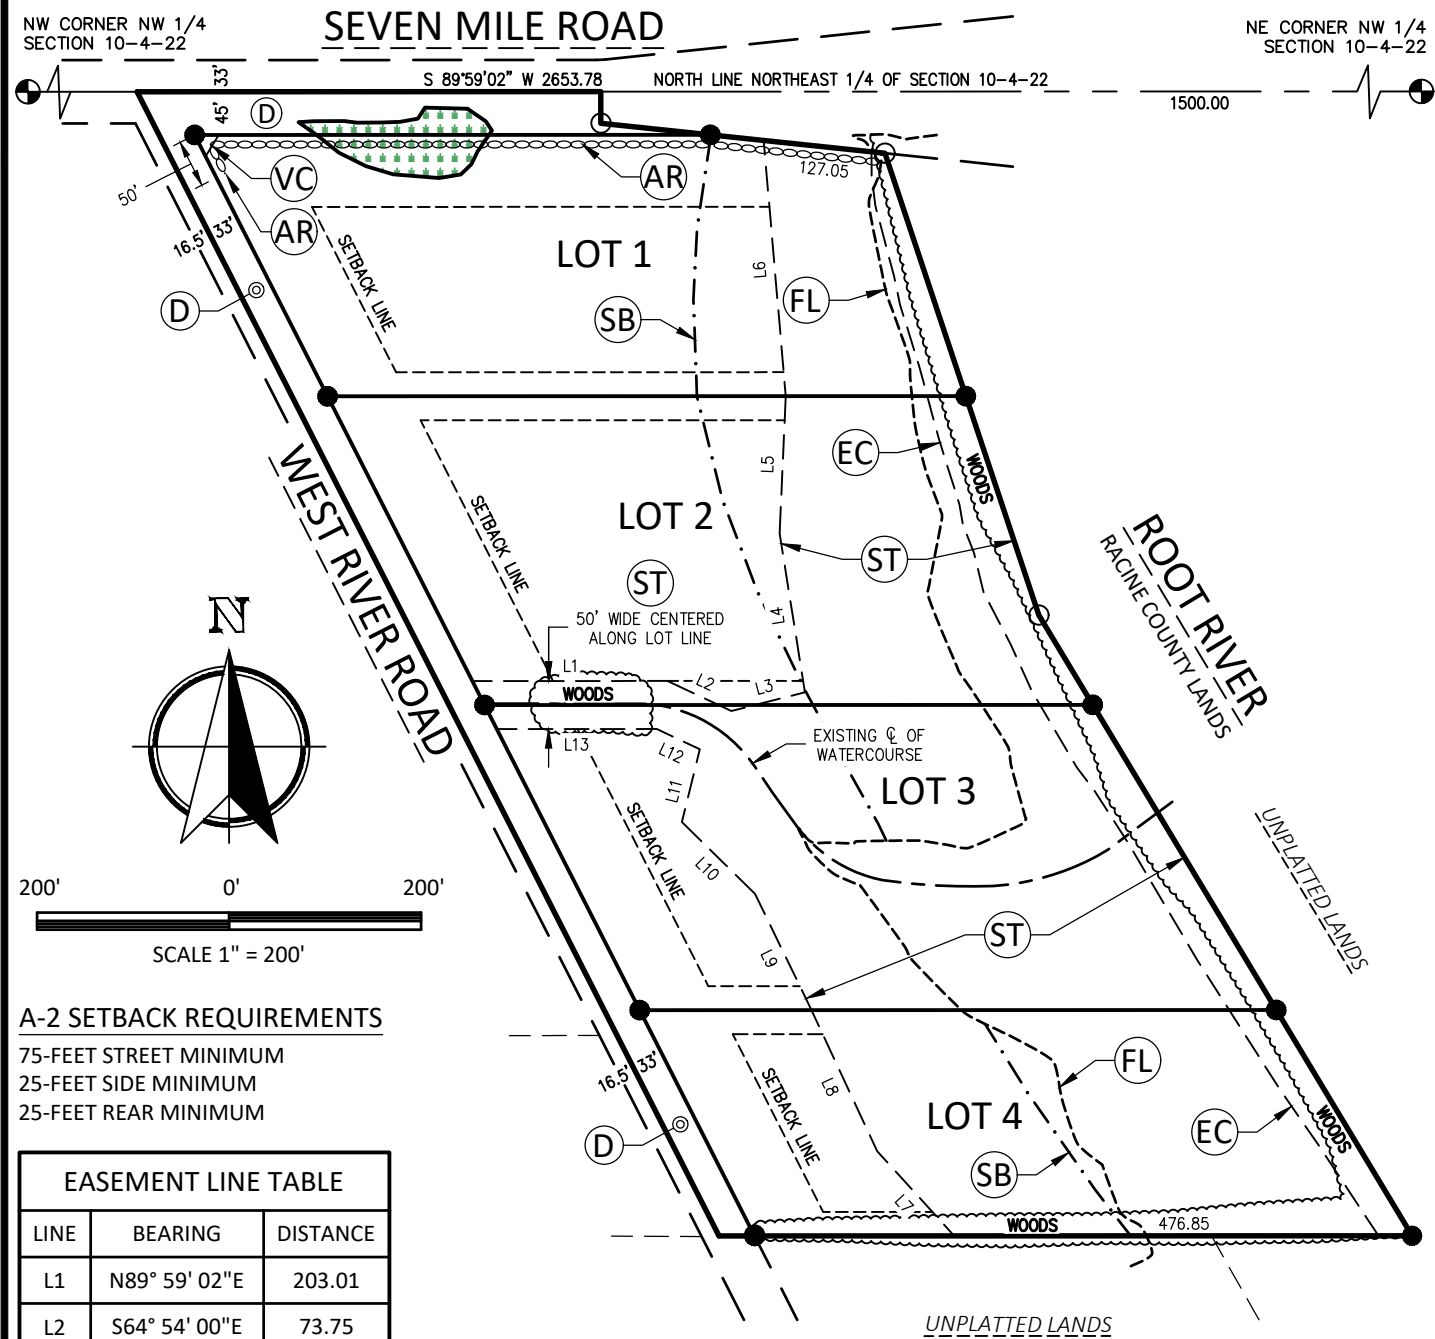 NW CORNER NW 1/4
SECTION 10-4-22
SEVEN MILE ROAD
NE CORNER NW 1/4
SECTION 10-4-22
33'
45'
S 89°59'02" W 2653.78
NORTH LINE NORTHEAST 1/4 OF SECTION 10-4-22
1500.00
D
VC
AR
AR
127.05
50'
16.5'
33'
LOT 1
SETBACK LINE
L6
FL
SB
D
WEST RIVER ROAD
EC
WOODS
L5
LOT 2
SETBACK LINE
ST
ST
ROOT RIVER
RACINE COUNTY LANDS
50' WIDE CENTERED
ALONG LOT LINE
L4
N
L1
L2
L3
WOODS
L13
L12
L11
EXISTING ℄ OF
WATERCOURSE
LOT 3
SETBACK LINE
L10
UNPLATTED LANDS
200'
0'
200'
SCALE 1" = 200'
L9
ST
A-2 SETBACK REQUIREMENTS
75-FEET STREET MINIMUM
25-FEET SIDE MINIMUM
25-FEET REAR MINIMUM
16.5'
33'
SETBACK LINE
L8
LOT 4
FL
EC
WOODS
D
SB
L7
WOODS
476.85
UNPLATTED LANDS
EASEMENT LINE TABLE
LINE BEARING DISTANCE
L1 N89° 59' 02"E 203.01
L2 S64° 54' 00"E 73.75